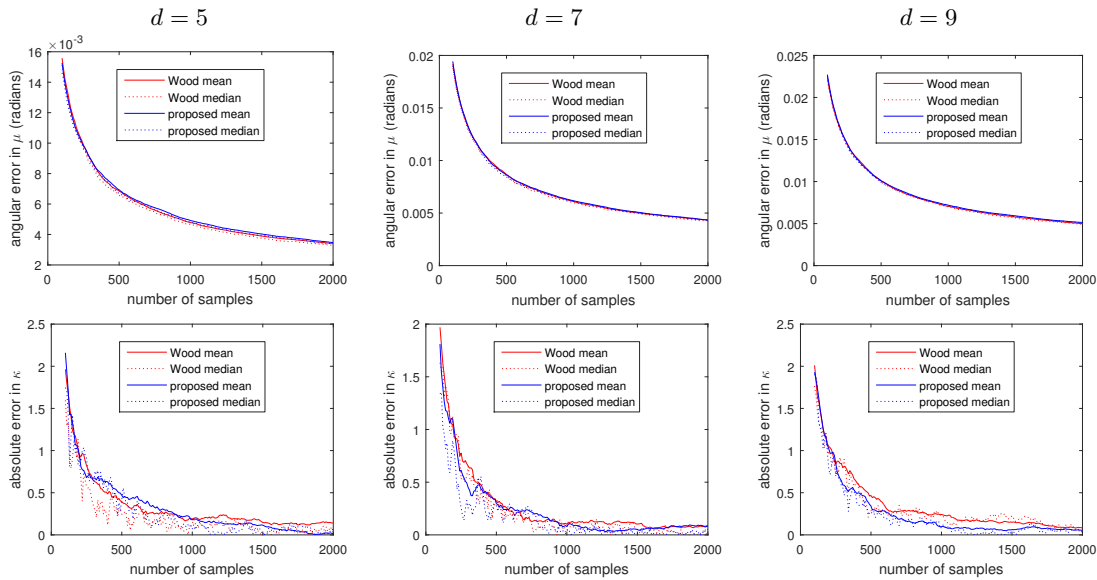 d = 5
×10⁻³
16
14
12
10
8
6
4
2
0
500
1000
1500
2000
angular error in μ (radians)
number of samples
Wood mean
Wood median
proposed mean
proposed median
d = 7
0.02
0.015
0.01
0.005
0
0
500
1000
1500
2000
angular error in μ (radians)
number of samples
Wood mean
Wood median
proposed mean
proposed median
d = 9
0.025
0.02
0.015
0.01
0.005
0
0
500
1000
1500
2000
angular error in μ (radians)
number of samples
Wood mean
Wood median
proposed mean
proposed median
2.5
2
1.5
1
0.5
0
0
500
1000
1500
2000
absolute error in κ
number of samples
Wood mean
Wood median
proposed mean
proposed median
2
1.5
1
0.5
0
0
500
1000
1500
2000
absolute error in κ
number of samples
Wood mean
Wood median
proposed mean
proposed median
2.5
2
1.5
1
0.5
0
0
500
1000
1500
2000
absolute error in κ
number of samples
Wood mean
Wood median
proposed mean
proposed median